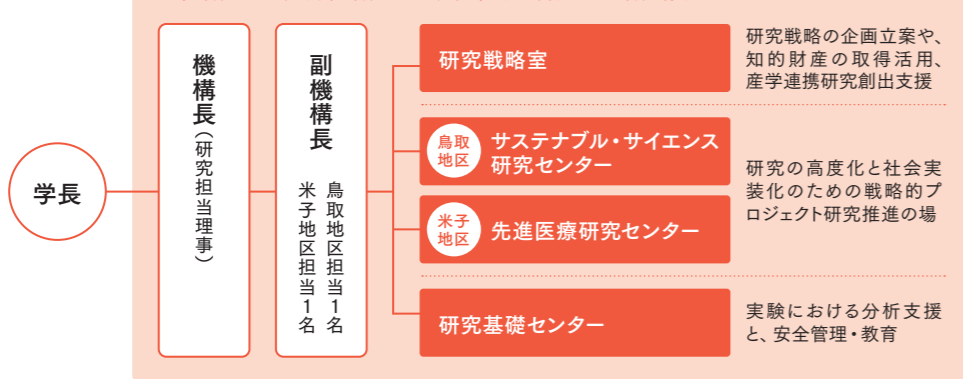 学長
機構長(研究担当理事)
副機構長
鳥取地区担当1名
米子地区担当1名
研究戦略室
研究戦略の企画立案や、
知的財産の取得活用、
産学連携研究創出支援
鳥取
地区
サステナブル・サイエンス
研究センター
米子
地区
先進医療研究センター
研究の高度化と社会実
装化のための戦略的プ
ロジェクト研究推進の場
研究基礎センター
実験における分析支援
と、安全管理・教育